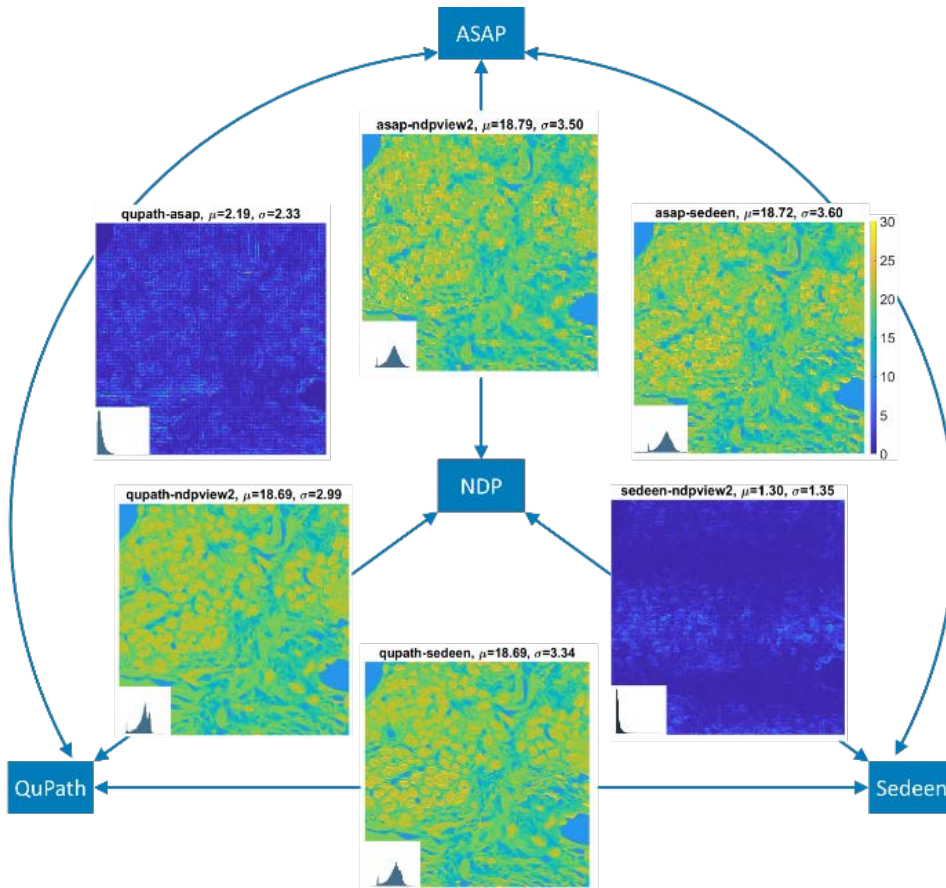 ASAP
asap-ndpview2, μ=18.79, σ=3.50
qupath-asap, μ=2.19, σ=2.33
asap-sedeen, μ=18.72, σ=3.60
30
25
20
15
10
5
0
NDP
qupath-ndpview2, μ=18.69, σ=2.99
sedeen-ndpview2, μ=1.30, σ=1.35
qupath-sedeen, μ=18.69, σ=3.34
QuPath
Sedeen